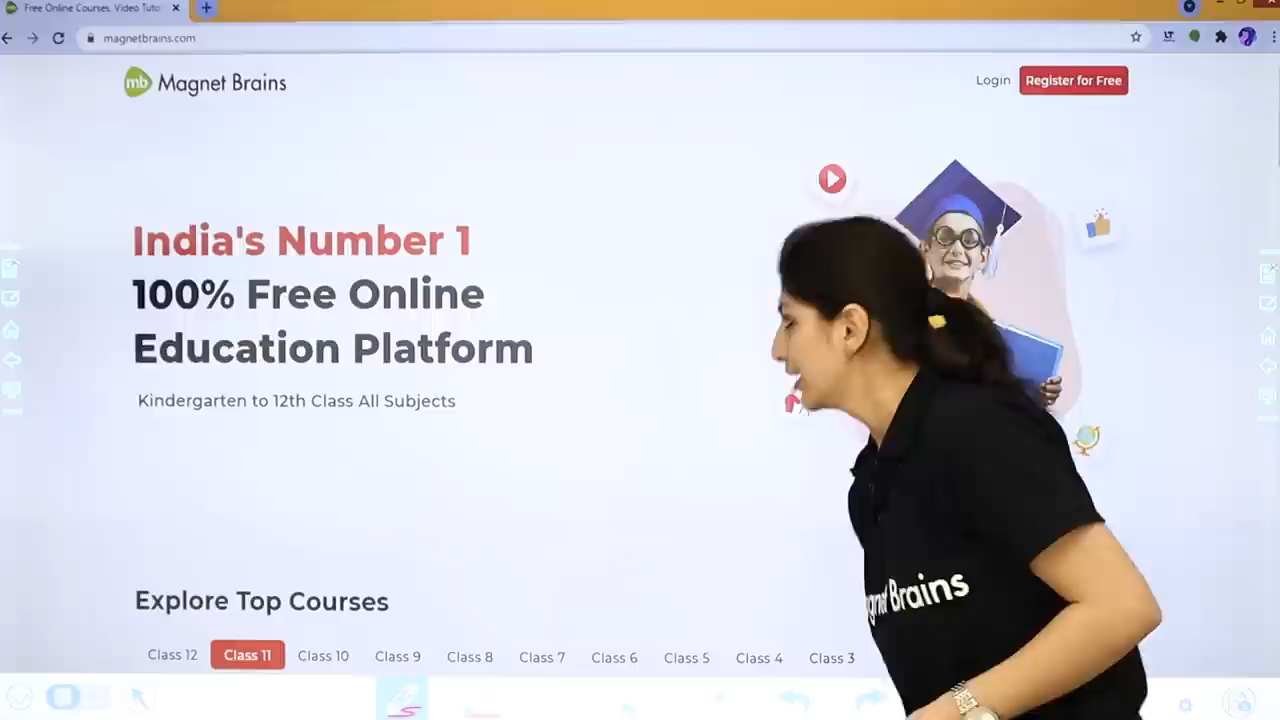 Free Online Courses, Video Tuto
magnetbrains.com
LT
mb Magnet Brains
Login
Register for Free
India's Number 1
100% Free Online
Education Platform
Kindergarten to 12th Class All Subjects
Brains
Explore Top Courses
Class 12 Class 11 Class 10 Class 9 Class 8 Class 7 Class 6 Class 5 Class 4 Class 3